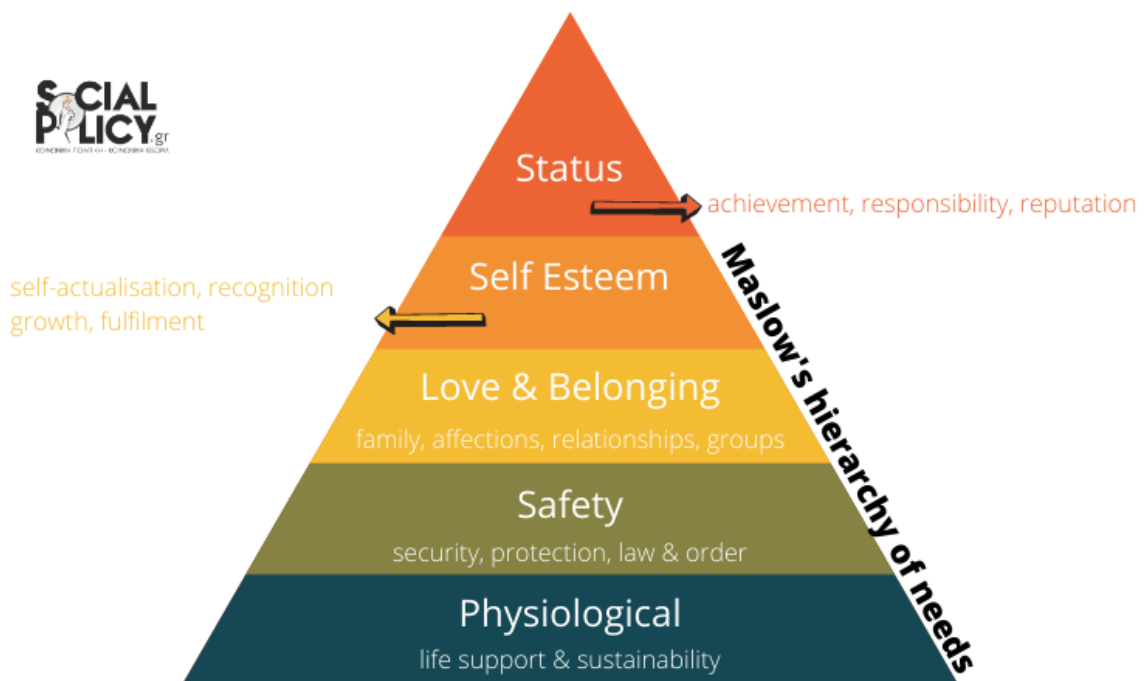 SOCIAL
POLICY.gr
Status
achievement, responsibility, reputation
Self Esteem
self-actualisation, recognition
growth, fulfilment
Love & Belonging
family, affections, relationships, groups
Safety
security, protection, law & order
Physiological
life support & sustainability
Maslow's hierarchy of needs